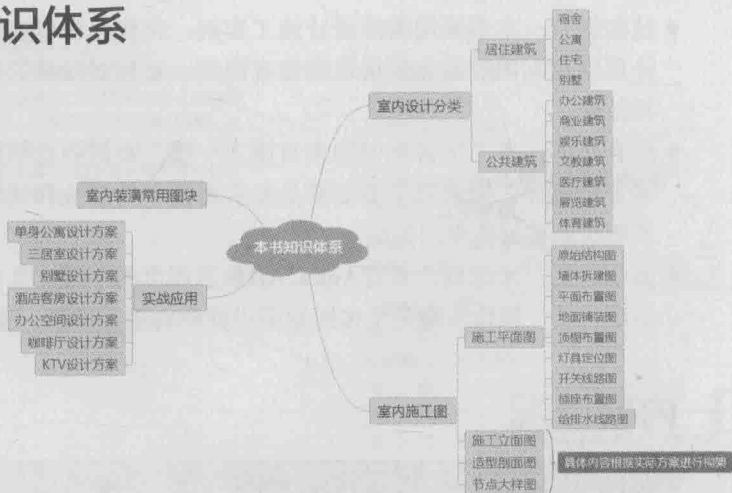 识体系
宿舍
公寓
住宅
别墅
居住建筑
室内设计分类
办公建筑
商业建筑
娱乐建筑
文教建筑
医疗建筑
展览建筑
体育建筑
公共建筑
室内装潢常用图块
本书知识体系
单身公寓设计方案
三居室设计方案
别墅设计方案
酒店客房设计方案
办公空间设计方案
咖啡厅设计方案
KTV设计方案
实战应用
原始结构图
墙体拆建图
平面布置图
地面铺装图
顶棚布置图
灯具定位图
开关线路图
插座布置图
给排水线路图
施工平面图
室内施工图
施工立面图
造型剖面图
节点大样图
具体内容根据实际方案进行构架